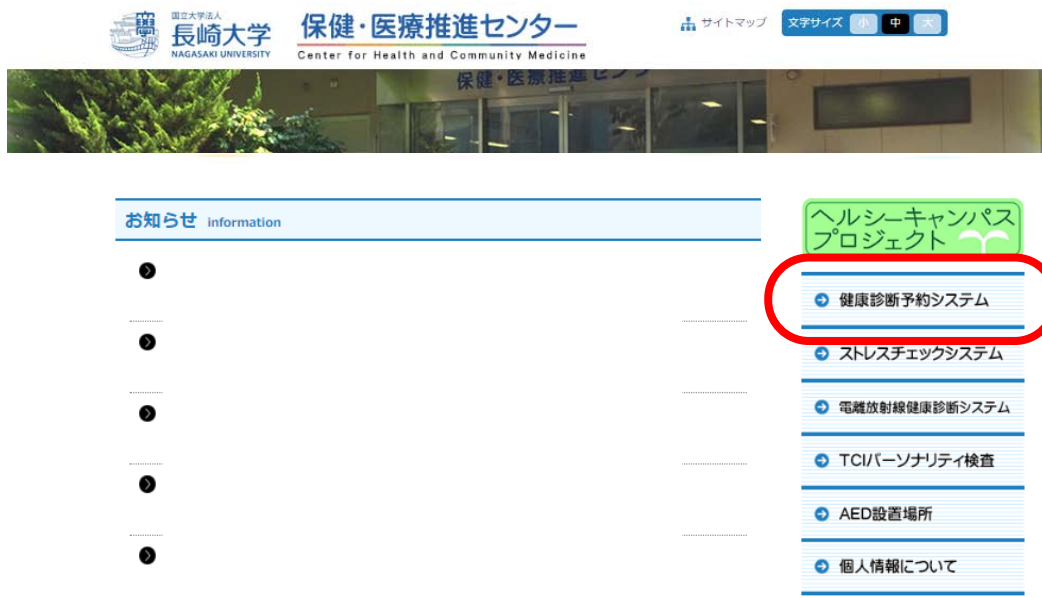 国立大学法人
長崎大学
NAGASAKI UNIVERSITY
保健・医療推進センター
Center for Health and Community Medicine
サイトマップ
文字サイズ 小 中 大
保健・医療推進センター
お知らせ information
ヘルシーキャンパス
プロジェクト
健康診断予約システム
ストレスチェックシステム
電離放射線健康診断システム
TCIパーソナリティ検査
AED設置場所
個人情報について